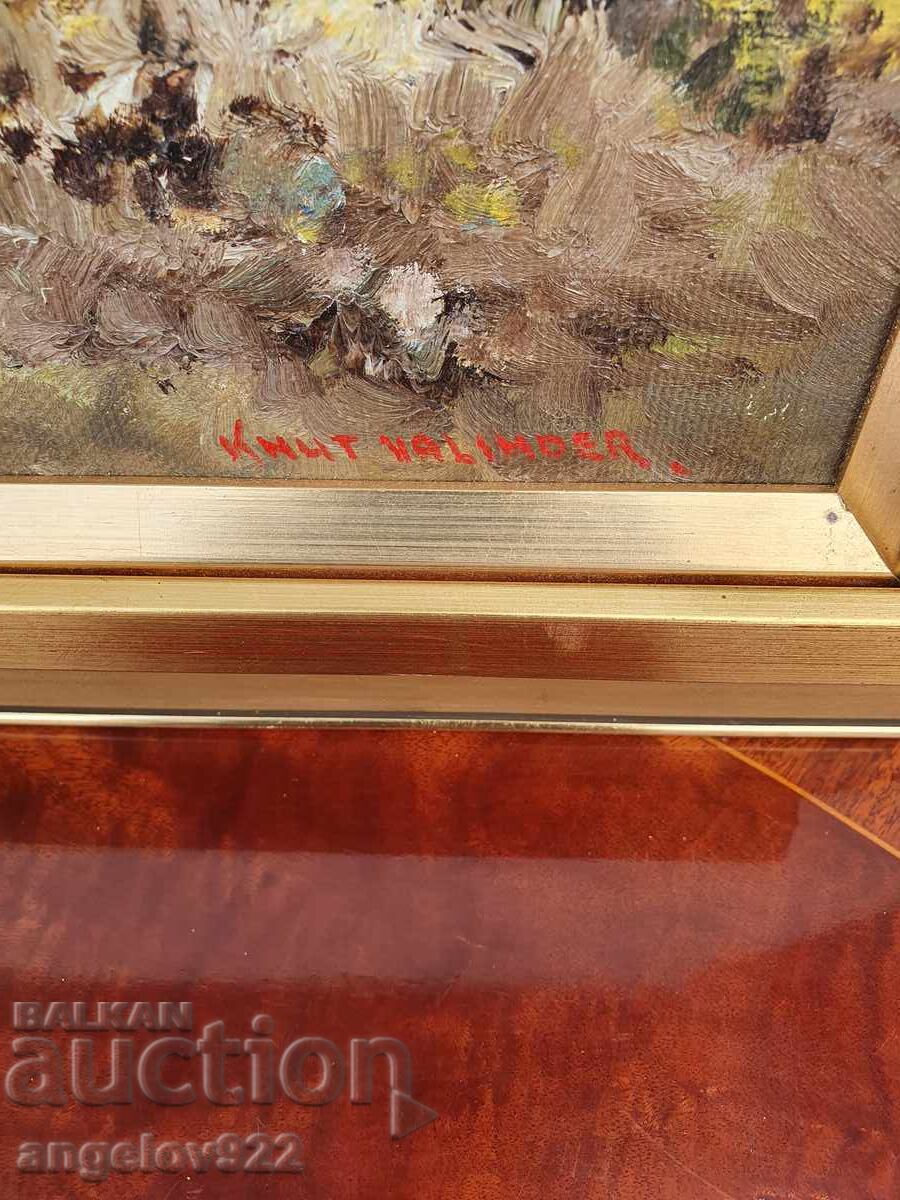 KNUT VALINDER.
BALKAN
auction
angelov922